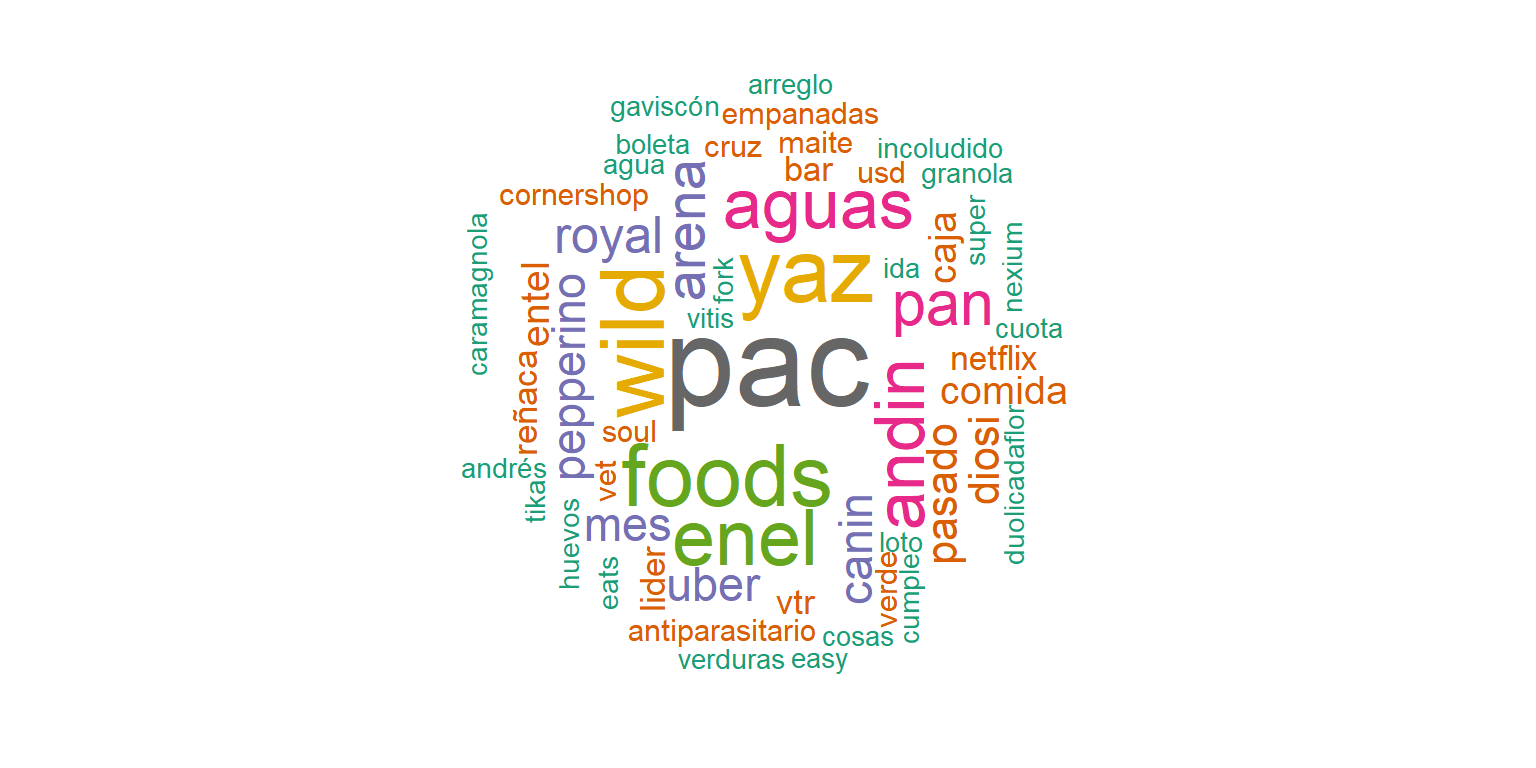 arreglo
gaviscón
empanadas
boleta
cruz
maite
incoludido
agua
bar
usd
granola
cornershop
arena
aguas
caramagnola
royal
caja
super
nexium
entel
pepperino
wild
fork
yaz
ida
vitis
pan
cuota
reñaca
pac
netflix
andin
comida
soul
andrés
vet
foods
pasado
diosi
duolicadaflor
tika
huevos
mes
enel
canin
loto
eats
lider
uber
vtr
verde
cumple
antiparasitario
cosas
verduras
easy